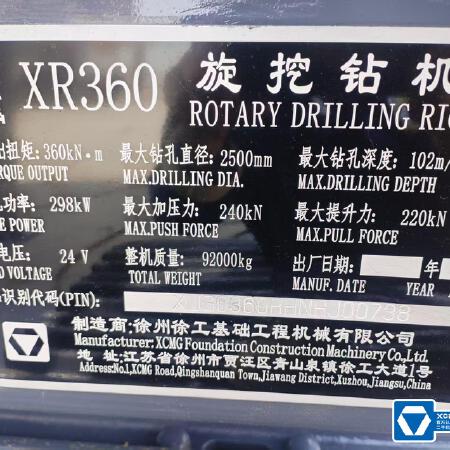 XR360 旋挖钻机
ROTARY DRILLING RIG
出扭矩: 360kN·m 最大钻孔直径: 2500mm 最大钻孔深度: 102m/
RQUE OUTPUT MAX.DRILLING DIA. MAX.DRILLING DEPTH
功率: 298kW 最大加压力: 240kN 最大提升力: 220kN
E POWER MAX.PUSH FORCE MAX.PULL FORCE
电压: 24 V 整机质量: 92000kg 出厂日期: 年
D VOLTAGE TOTAL WEIGHT MANUF. DATE YEAR
识别代码(PIN):
制造商:徐州徐工基础工程机械有限公司
Manufacturer: XCMG Foundation Construction Machinery Co.,Ltd.
地 址:江苏省徐州市贾汪区青山泉镇徐工大道1号
Address:No.1,XCMG Road,Qingshanquan Town,Jiawang District,Xuzhou,Jiangsu,China